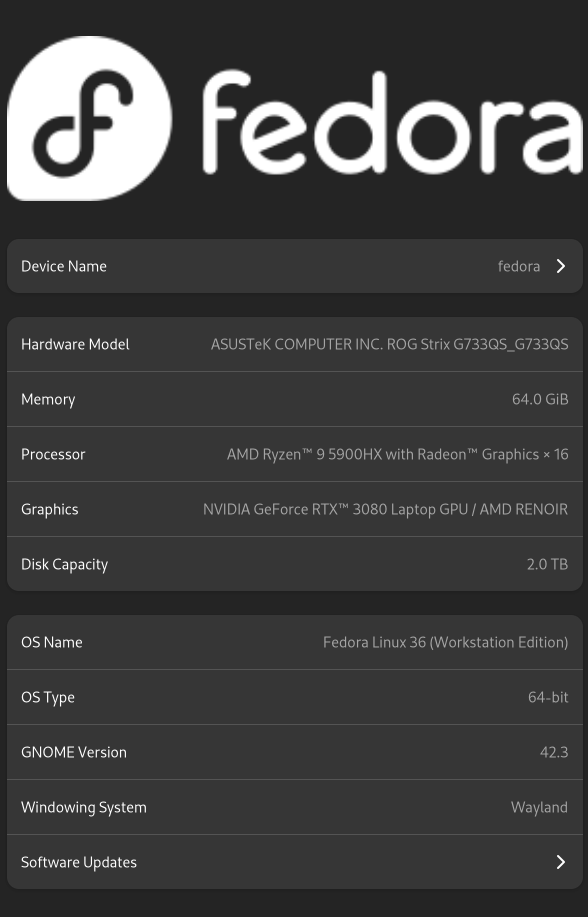 fedora
Device Name fedora
Hardware Model ASUSTeK COMPUTER INC. ROG Strix G733QS_G733QS
Memory 64.0 GiB
Processor AMD Ryzen™ 9 5900HX with Radeon™ Graphics × 16
Graphics NVIDIA GeForce RTX™ 3080 Laptop GPU / AMD RENOIR
Disk Capacity 2.0 TB
OS Name Fedora Linux 36 (Workstation Edition)
OS Type 64-bit
GNOME Version 42.3
Windowing System Wayland
Software Updates